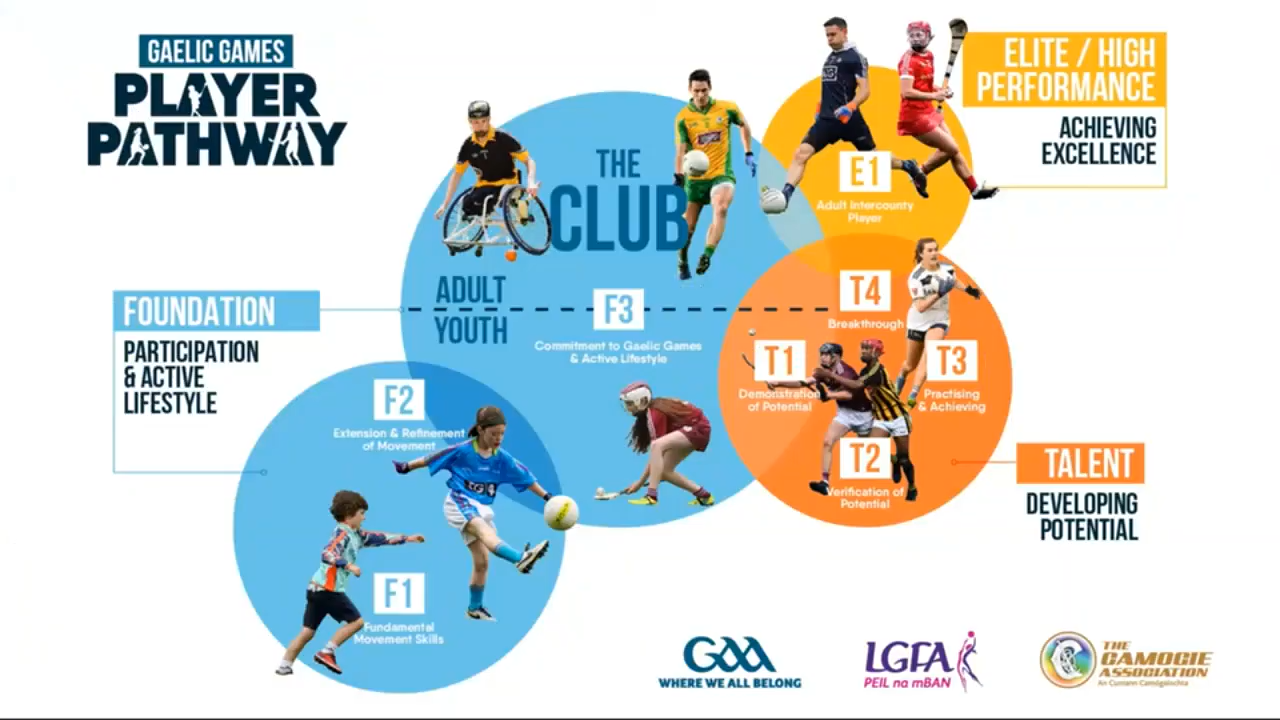 GAELIC GAMES
PLAYER
PATHWAY
THE
CLUB
ADULT
YOUTH
F3
Commitment to Gaelic Games
& Active Lifestyle
FOUNDATION
PARTICIPATION
& ACTIVE
LIFESTYLE
F2
Extension & Refinement
of Movement
F1
Fundamental
Movement Skills
ELITE / HIGH
PERFORMANCE
ACHIEVING
EXCELLENCE
E1
Adult Intercounty
Player
T4
Breakthrough
T1
Demonstration
of Potential
T3
Practising
& Achieving
T2
Verification of
Potential
TALENT
DEVELOPING
POTENTIAL
GAA
WHERE WE ALL BELONG
LGFA
PEIL na mBAN
THE
CAMOGIE
ASSOCIATION
An Cumann Camógaíochta